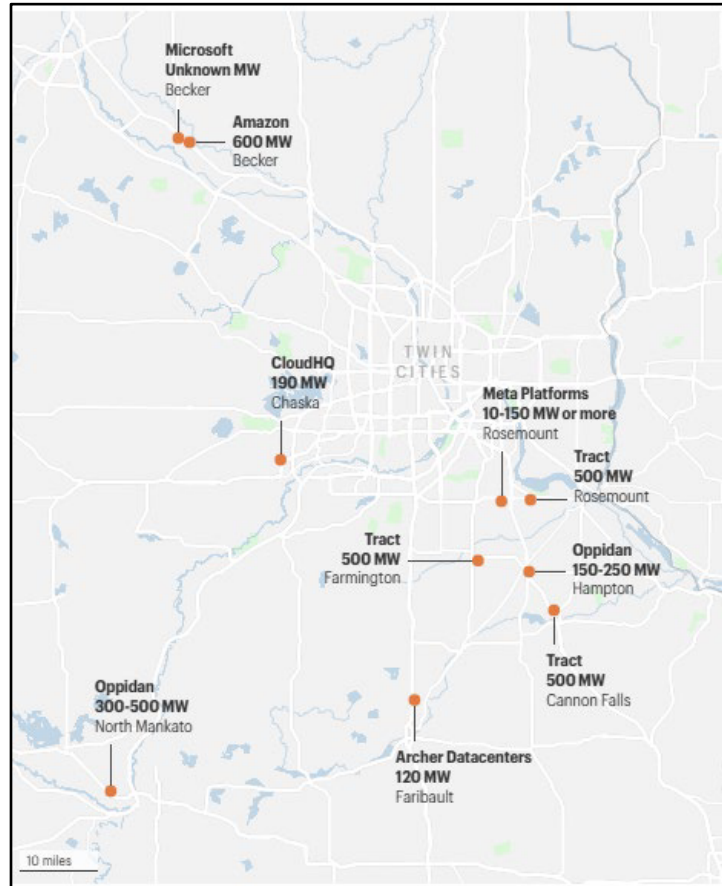 Microsoft
Unknown MW
Becker
Amazon
600 MW
Becker
TWIN
CITIES
CloudHQ
190 MW
Chaska
Meta Platforms
10-150 MW or more
Rosemount
Tract
500 MW
Rosemount
Tract
500 MW
Farmington
Oppidan
150-250 MW
Hampton
Tract
500 MW
Cannon Falls
Oppidan
300-500 MW
North Mankato
Archer Datacenters
120 MW
Faribault
10 miles